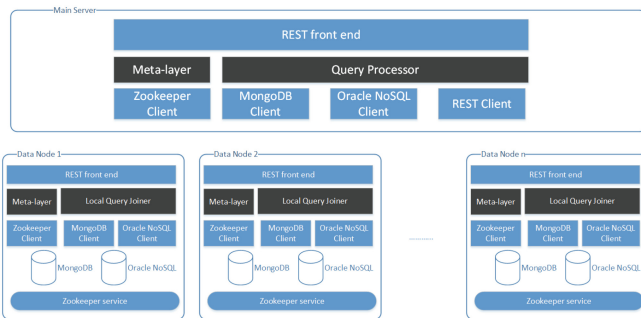 Main Server
REST front end
Meta-layer
Query Processor
Zookeeper
Client
MongoDB
Client
Oracle NoSQL
Client
REST Client
Data Node 1
REST front end
Meta-layer
Local Query Joiner
Zookeeper
Client
MongoDB
Client
Oracle NoSQL
Client
MongoDB
Oracle NoSQL
Zookeeper service
Data Node 2
REST front end
Meta-layer
Local Query Joiner
Zookeeper
Client
MongoDB
Client
Oracle NoSQL
Client
MongoDB
Oracle NoSQL
Zookeeper service
............
Data Node n
REST front end
Meta-layer
Local Query Joiner
Zookeeper
Client
MongoDB
Client
Oracle NoSQL
Client
MongoDB
Oracle NoSQL
Zookeeper service